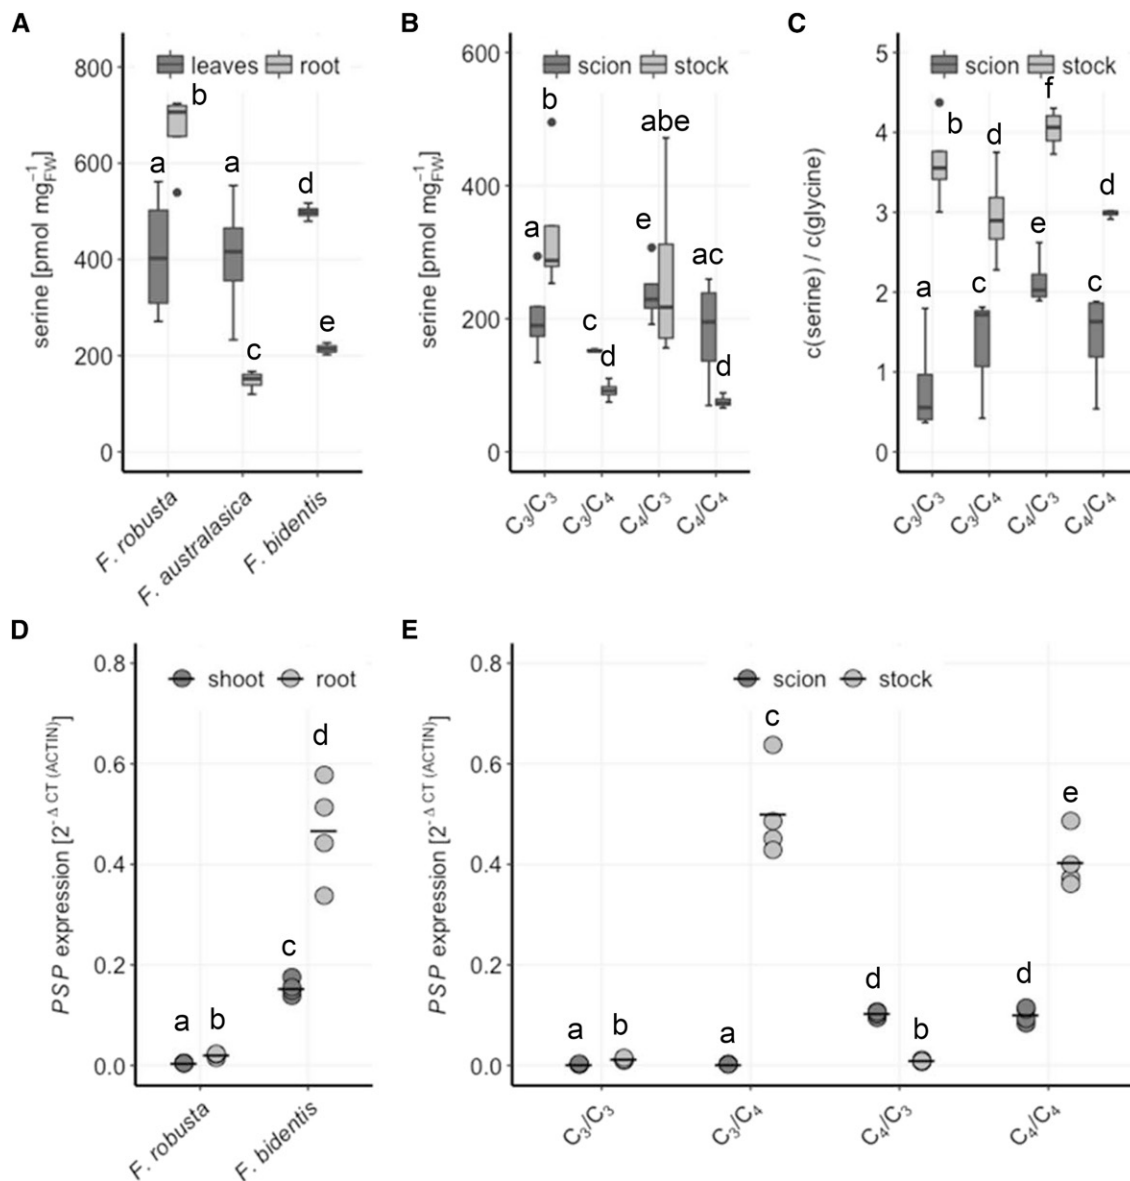 A
leaves root
serine [pmol mg⁻¹FW]
800
600
400
200
0
a
b
a
c
d
e
F. robusta
F. australasica
F. bidentis
B
scion stock
serine [pmol mg⁻¹FW]
600
400
200
0
a
b
c
d
e
abe
ac
d
C₃/C₃
C₃/C₄
C₄/C₃
C₄/C₄
C
scion stock
c(serine) / c(glycine)
5
4
3
2
1
0
a
b
c
d
e
f
c
d
C₃/C₃
C₃/C₄
C₄/C₃
C₄/C₄
D
shoot root
PSP expression [2^-Δ CT (ACTIN)]
0.8
0.6
0.4
0.2
0.0
a
b
c
d
F. robusta
F. bidentis
E
scion stock
PSP expression [2^-Δ CT (ACTIN)]
0.8
0.6
0.4
0.2
0.0
a
b
a
c
d
b
d
e
C₃/C₃
C₃/C₄
C₄/C₃
C₄/C₄